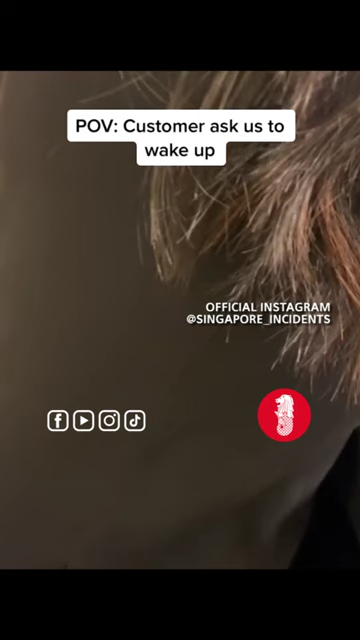 POV: Customer ask us to
wake up
OFFICIAL INSTAGRAM
@SINGAPORE_INCIDENTS